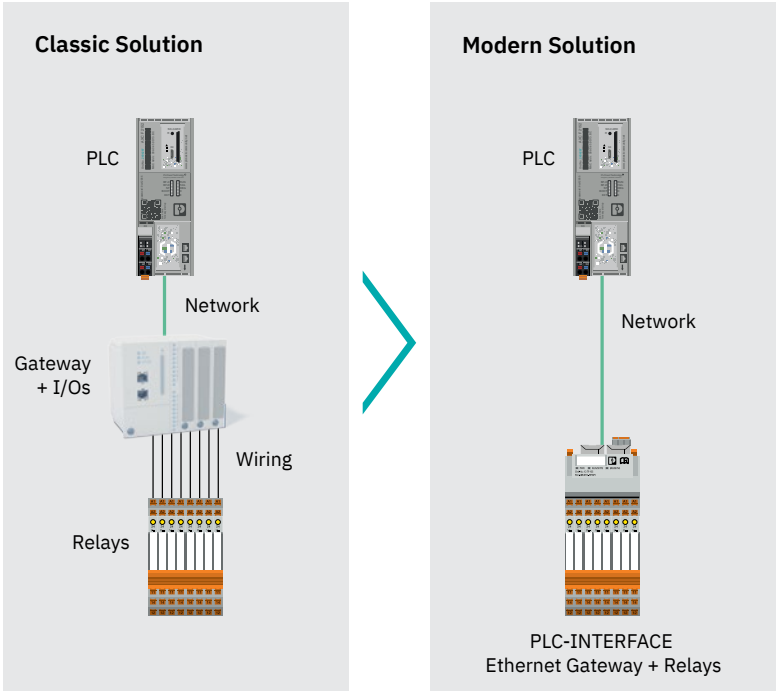 Classic Solution
PLC
Network
Gateway
+ I/Os
Wiring
Relays
Modern Solution
PLC
Network
PLC-INTERFACE
Ethernet Gateway + Relays